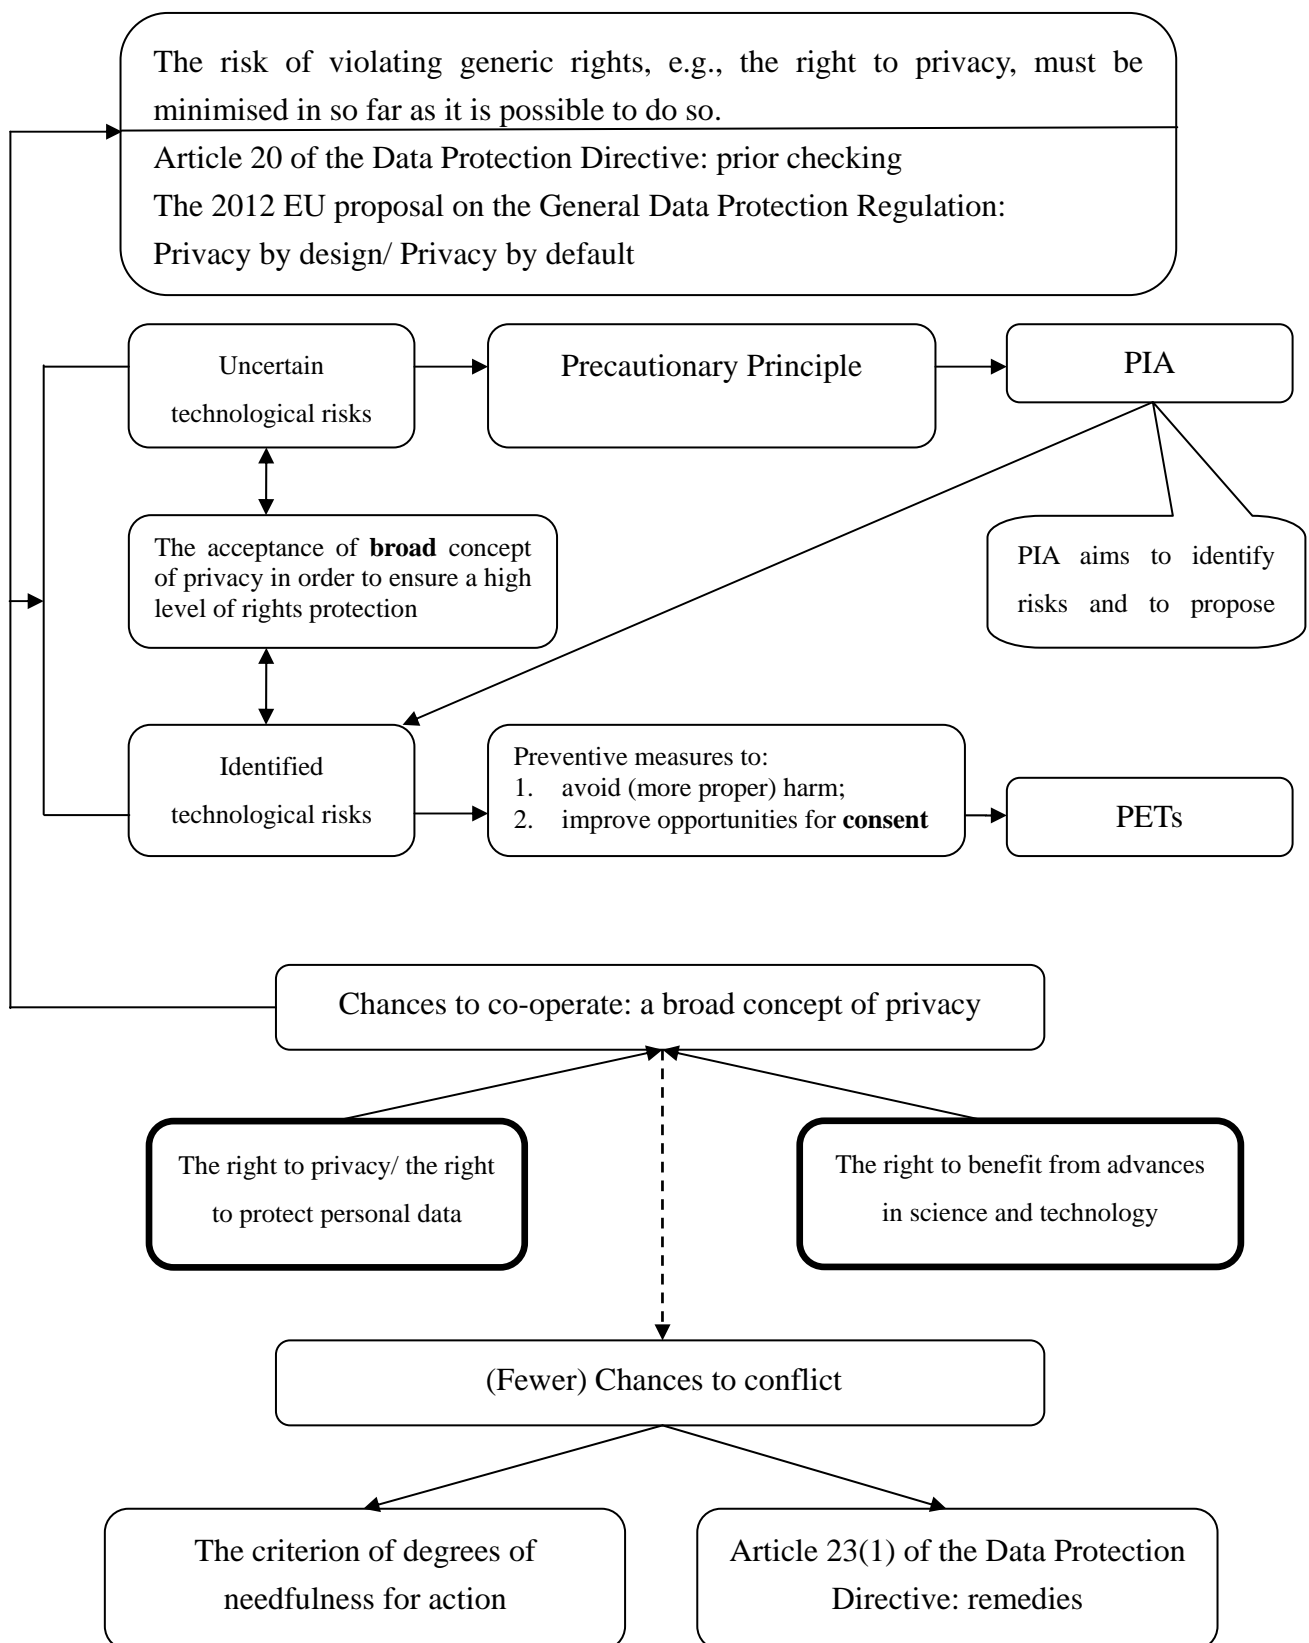 The risk of violating generic rights, e.g., the right to privacy, must be
minimised in so far as it is possible to do so.
Article 20 of the Data Protection Directive: prior checking
The 2012 EU proposal on the General Data Protection Regulation:
Privacy by design/ Privacy by default
Uncertain
technological risks
Precautionary Principle
PIA
The acceptance of broad concept
of privacy in order to ensure a high
level of rights protection
PIA aims to identify
risks and to propose
Identified
technological risks
Preventive measures to:
1. avoid (more proper) harm;
2. improve opportunities for consent
PETs
Chances to co-operate: a broad concept of privacy
The right to privacy/ the right
to protect personal data
The right to benefit from advances
in science and technology
(Fewer) Chances to conflict
The criterion of degrees of
needfulness for action
Article 23(1) of the Data Protection
Directive: remedies